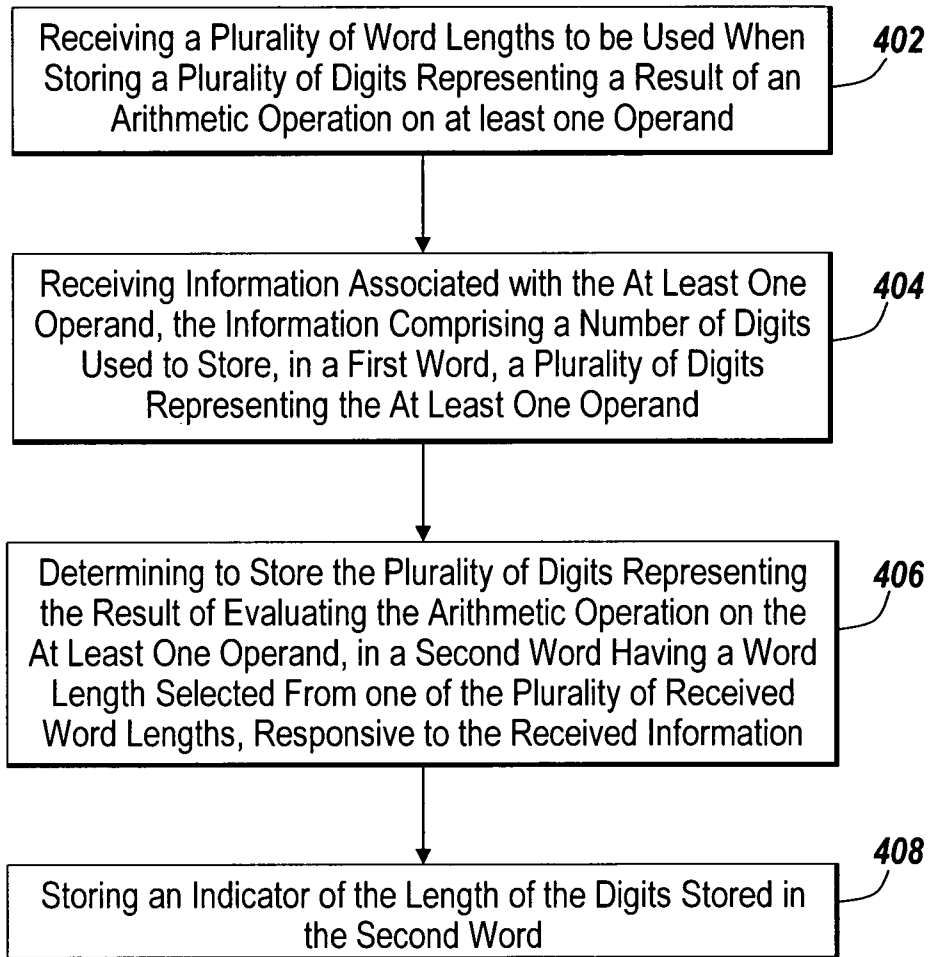 Receiving a Plurality of Word Lengths to be Used When
Storing a Plurality of Digits Representing a Result of an
Arithmetic Operation on at least one Operand
402
Receiving Information Associated with the At Least One
Operand, the Information Comprising a Number of Digits
Used to Store, in a First Word, a Plurality of Digits
Representing the At Least One Operand
404
Determining to Store the Plurality of Digits Representing
the Result of Evaluating the Arithmetic Operation on the
At Least One Operand, in a Second Word Having a Word
Length Selected From one of the Plurality of Received
Word Lengths, Responsive to the Received Information
406
Storing an Indicator of the Length of the Digits Stored in
the Second Word
408